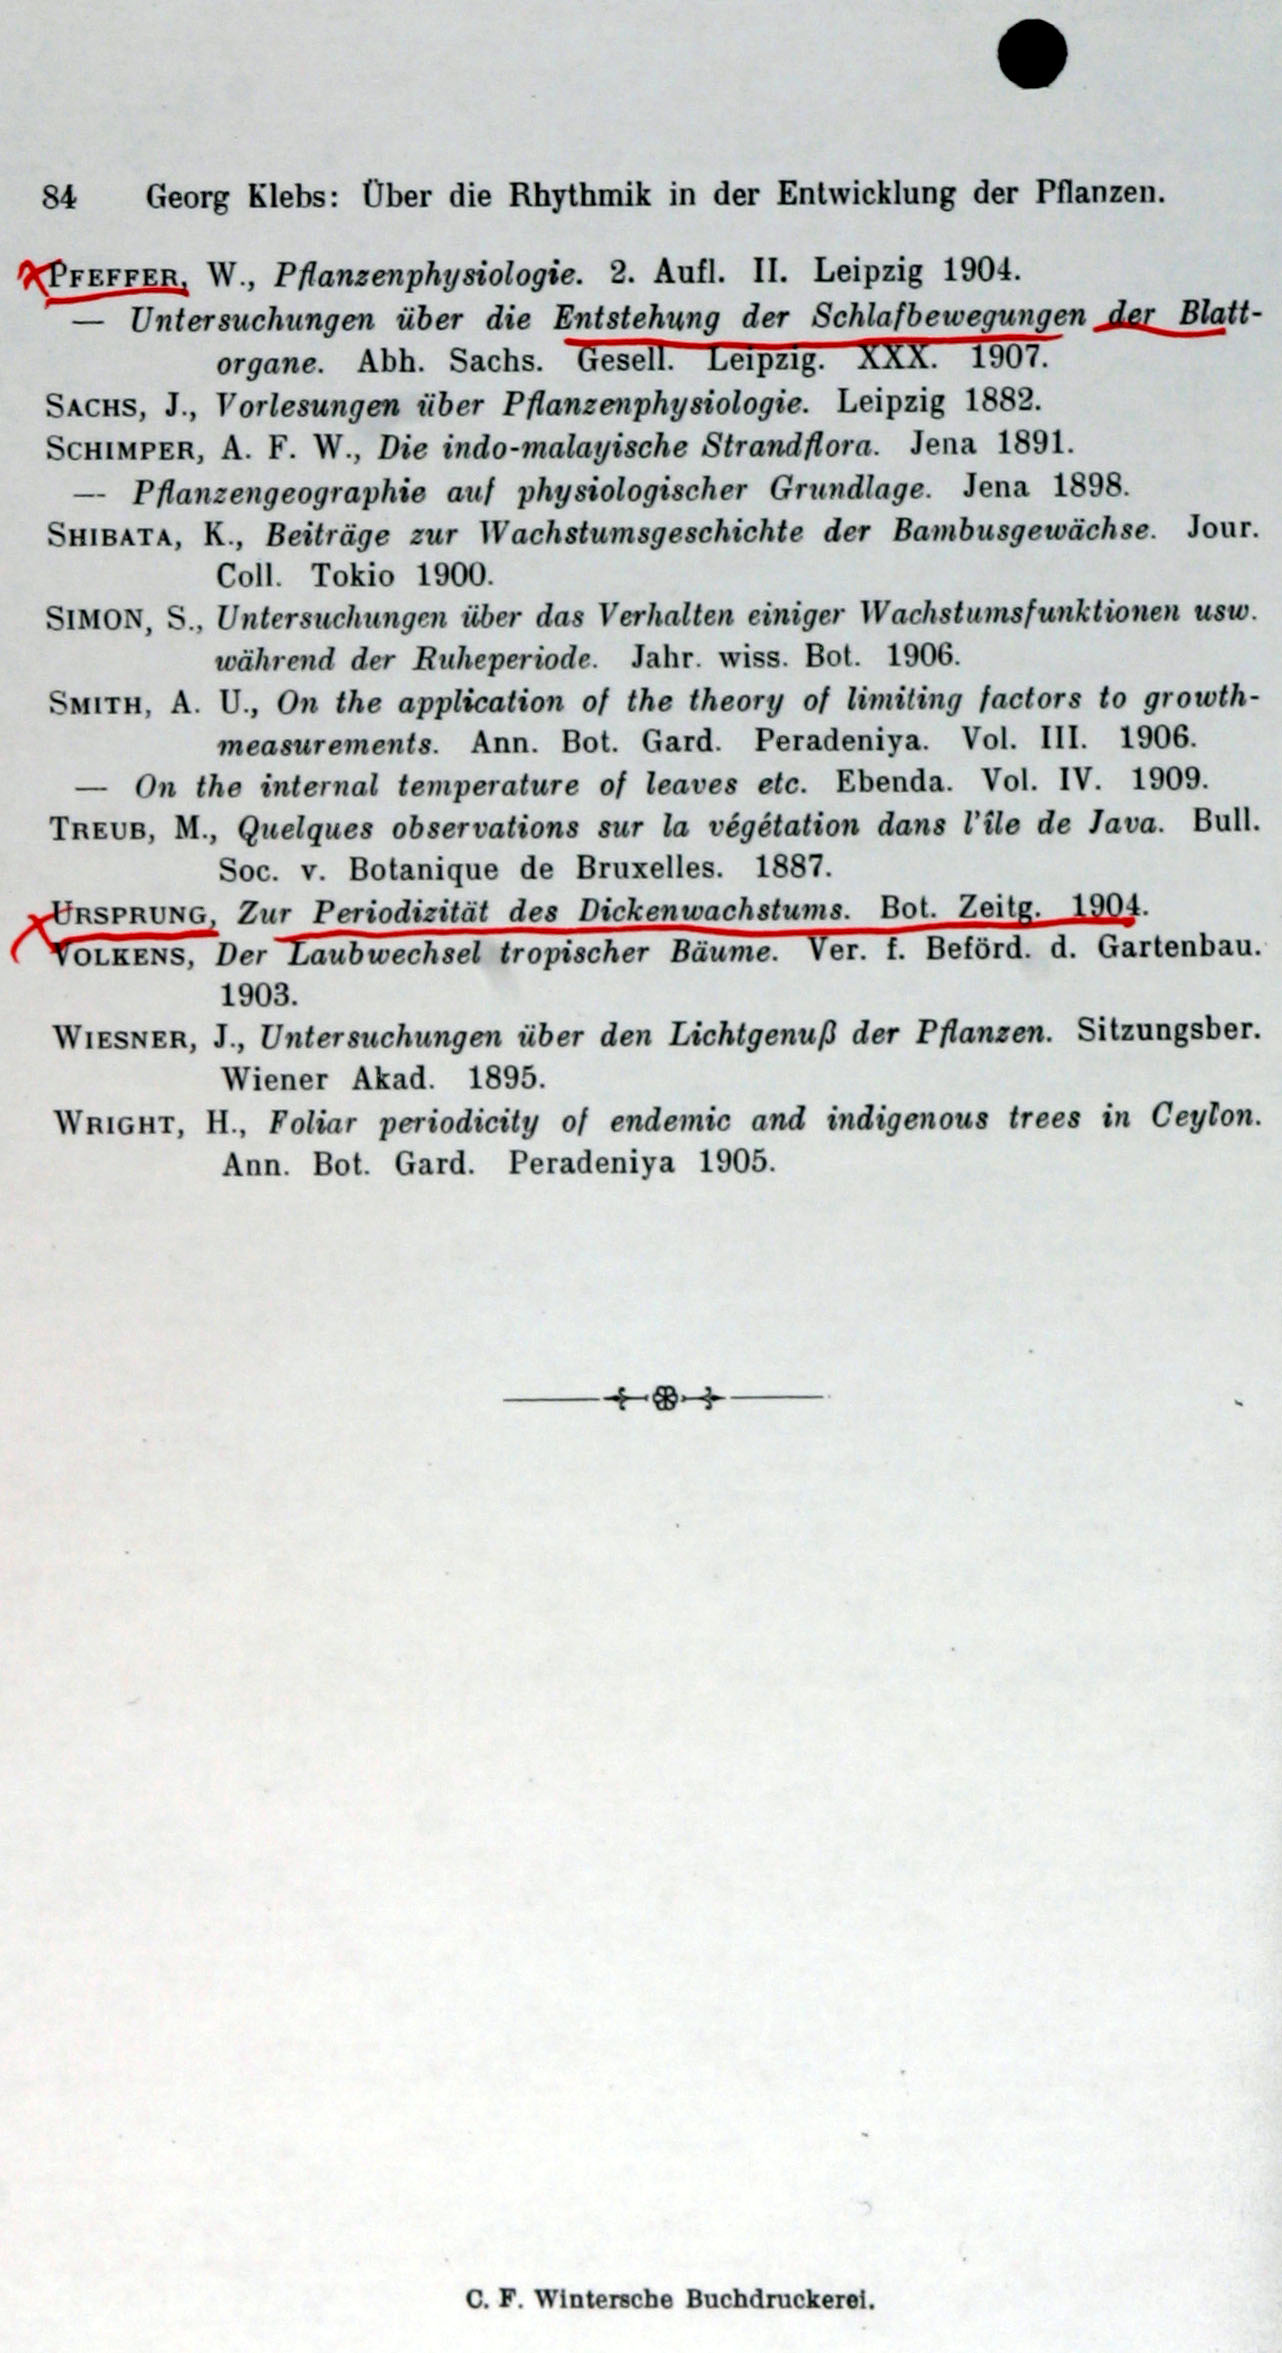 84 Georg Klebs: Über die Rhythmik in der Entwicklung der Pflanzen.
PFEFFER, W., Pflanzenphysiologie. 2. Aufl. II. Leipzig 1904.
— Untersuchungen über die Entstehung der Schlafbewegungen der Blatt-
organe. Abh. Sachs. Gesell. Leipzig. XXX. 1907.
SACHS, J., Vorlesungen über Pflanzenphysiologie. Leipzig 1882.
SCHIMPER, A. F. W., Die indo-malayische Strandflora. Jena 1891.
— Pflanzengeographie auf physiologischer Grundlage. Jena 1898.
SHIBATA, K., Beiträge zur Wachstumsgeschichte der Bambusgewächse. Jour.
Coll. Tokio 1900.
SIMON, S., Untersuchungen über das Verhalten einiger Wachstumsfunktionen usw.
während der Ruheperiode. Jahr. wiss. Bot. 1906.
SMITH, A. U., On the application of the theory of limiting factors to growth-
measurements. Ann. Bot. Gard. Peradeniya. Vol. III. 1906.
— On the internal temperature of leaves etc. Ebenda. Vol. IV. 1909.
TREUB, M., Quelques observations sur la végétation dans l'île de Java. Bull.
Soc. v. Botanique de Bruxelles. 1887.
URSPRUNG, Zur Periodizität des Dickenwachstums. Bot. Zeitg. 1904.
VOLKENS, Der Laubwechsel tropischer Bäume. Ver. f. Beförd. d. Gartenbau.
1903.
WIESNER, J., Untersuchungen über den Lichtgenuß der Pflanzen. Sitzungsber.
Wiener Akad. 1895.
WRIGHT, H., Foliar periodicity of endemic and indigenous trees in Ceylon.
Ann. Bot. Gard. Peradeniya 1905.
C. F. Wintersche Buchdruckerei.